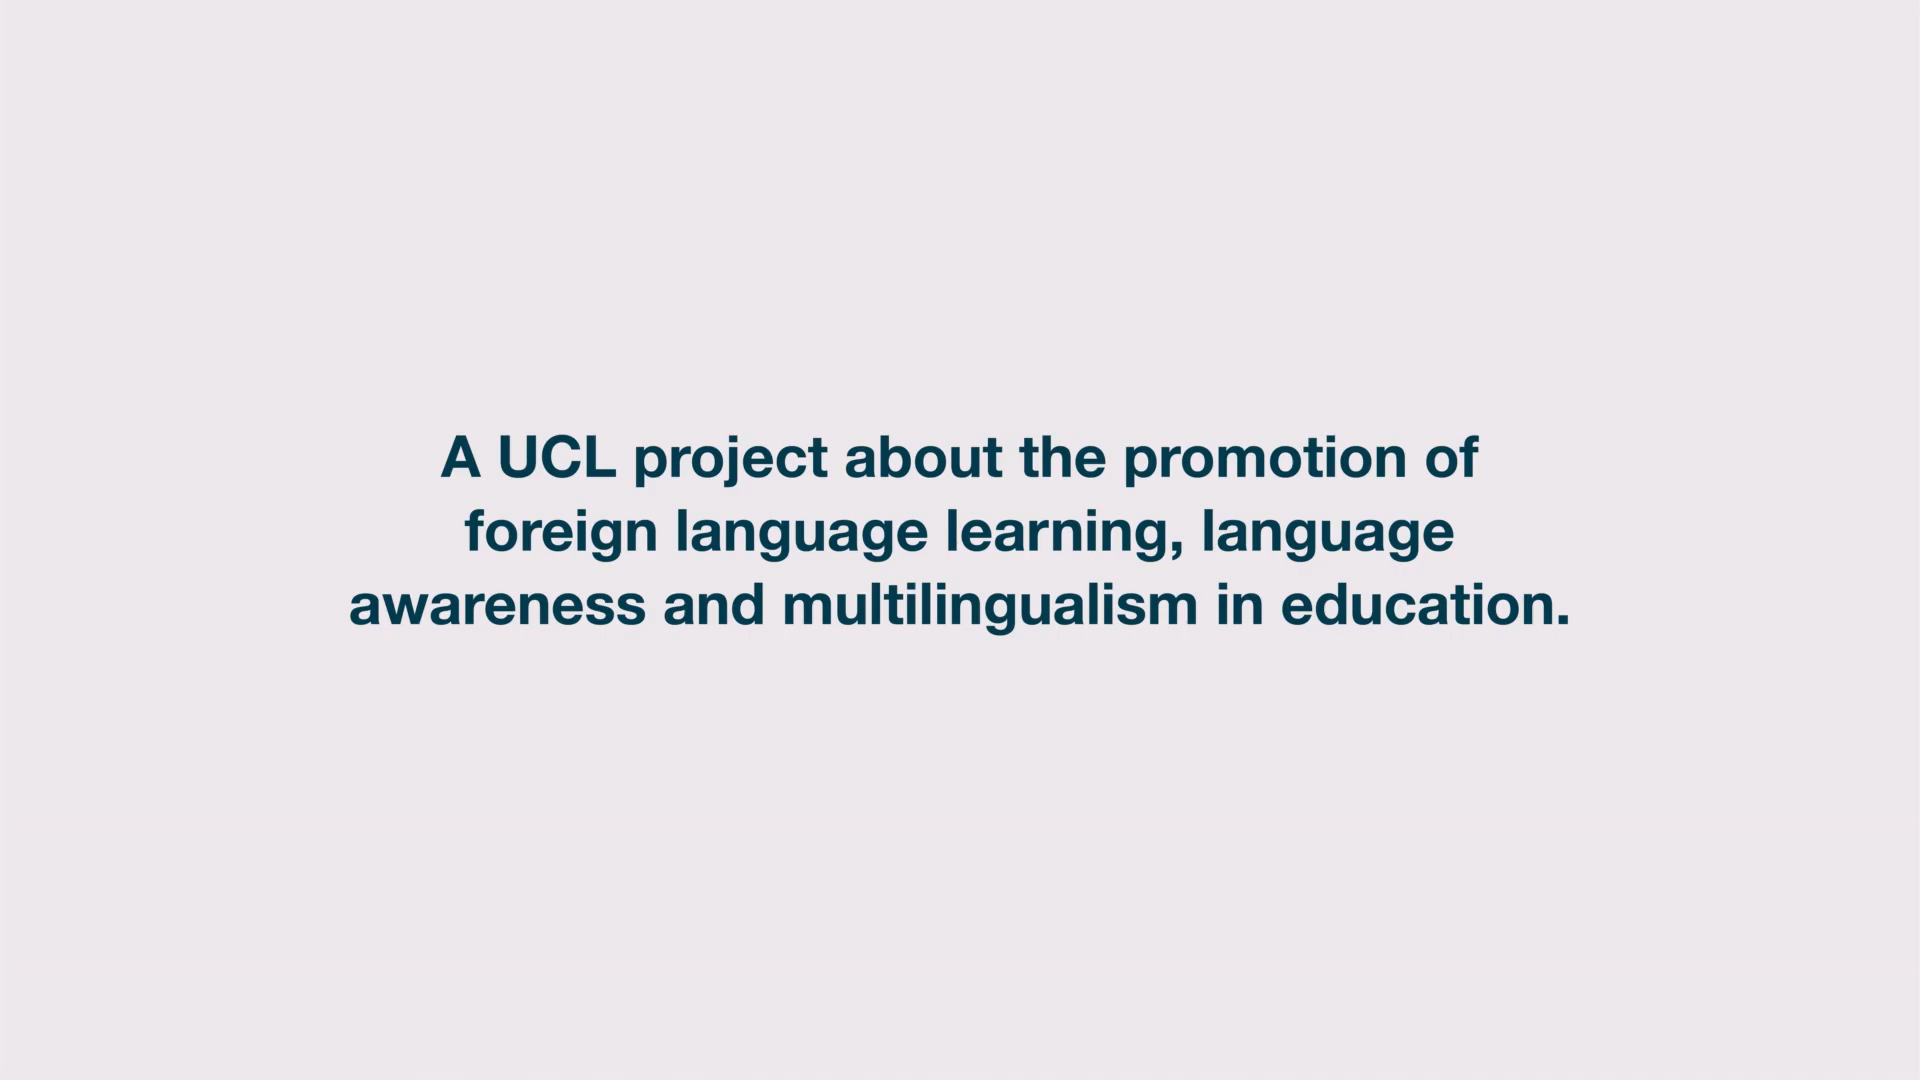 A UCL project about the promotion of
foreign language learning, language
awareness and multilingualism in education.